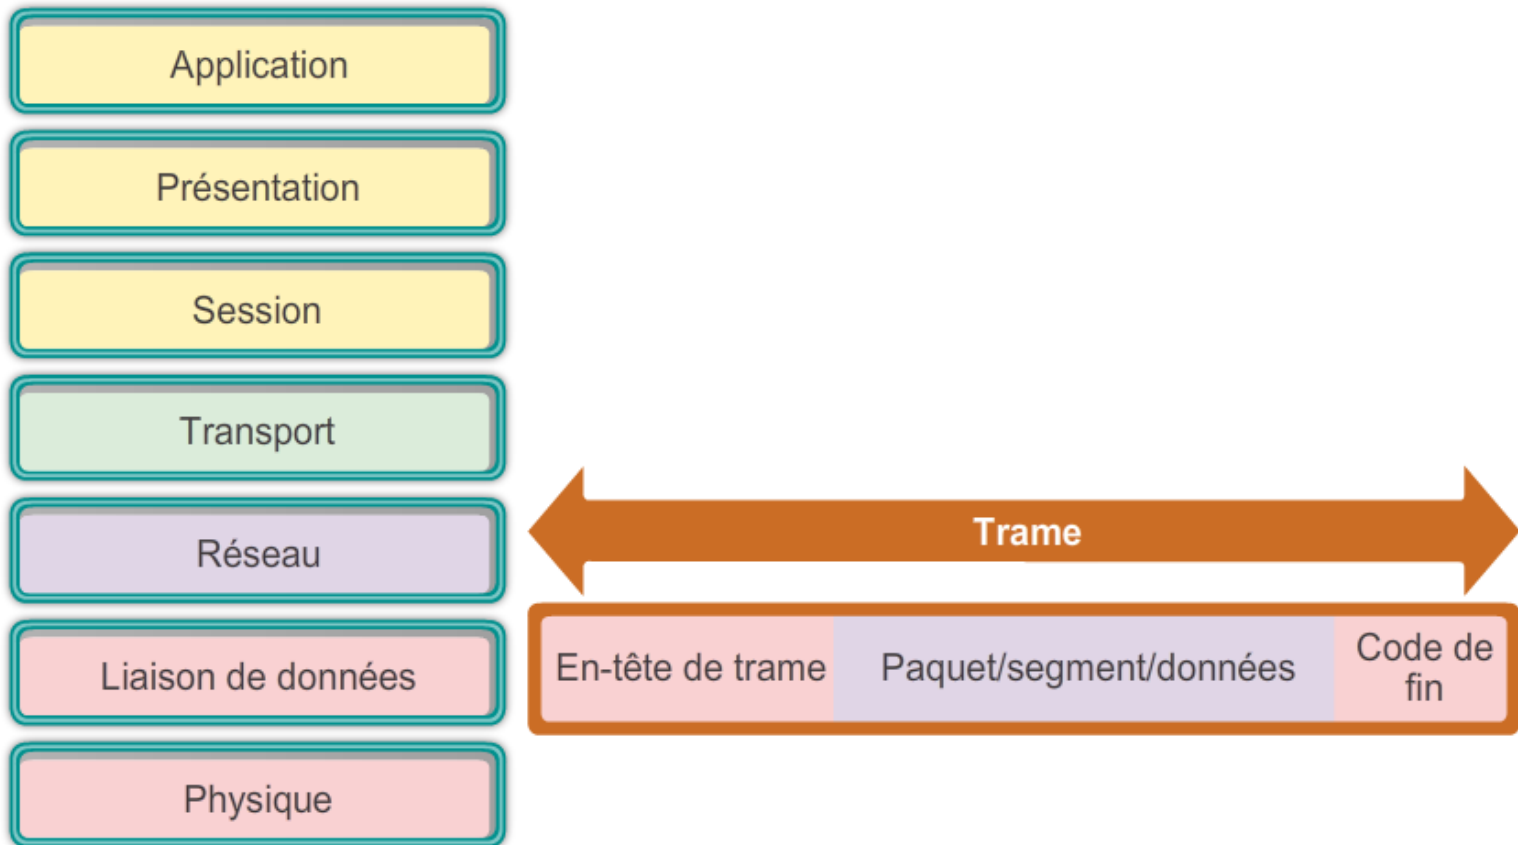 Application
Présentation
Session
Transport
Réseau
Liaison de données
Physique
Trame
En-tête de trame
Paquet/segment/données
Code de
fin